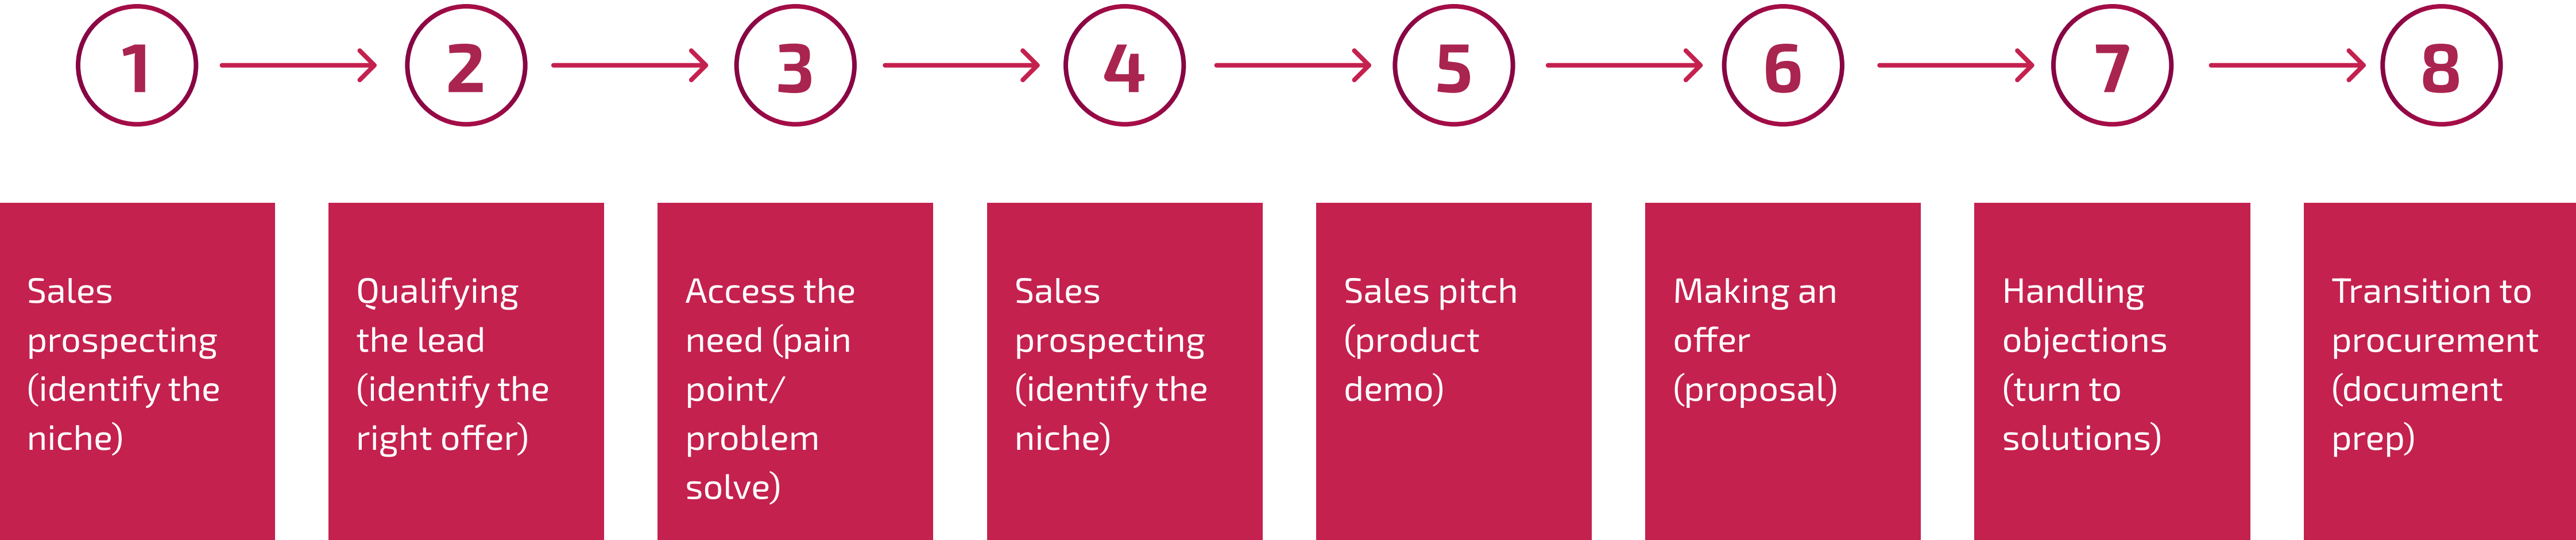 1
2
3
4
5
6
7
8
Sales
prospecting
(identify the
niche)
Qualifying
the lead
(identify the
right offer)
Access the
need (pain
point/
problem
solve)
Sales
prospecting
(identify the
niche)
Sales pitch
(product
demo)
Making an
offer
(proposal)
Handling
objections
(turn to
solutions)
Transition to
procurement
(document
prep)